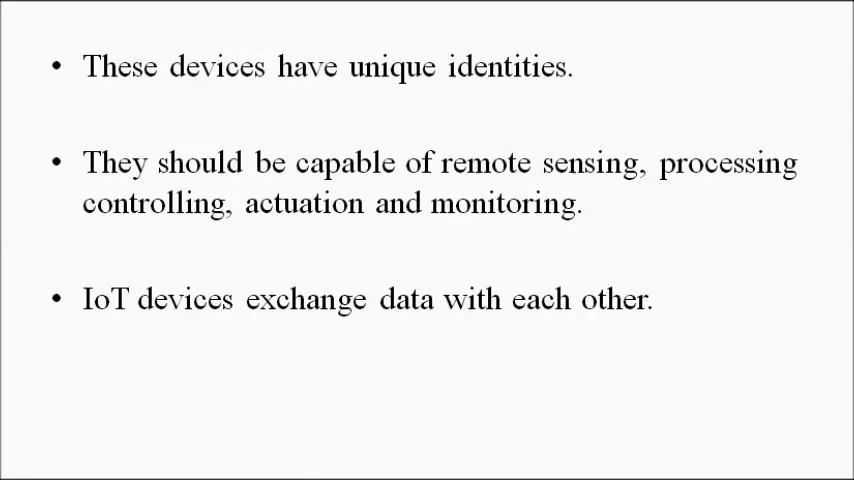 • These devices have unique identities.
• They should be capable of remote sensing, processing
controlling, actuation and monitoring.
• IoT devices exchange data with each other.